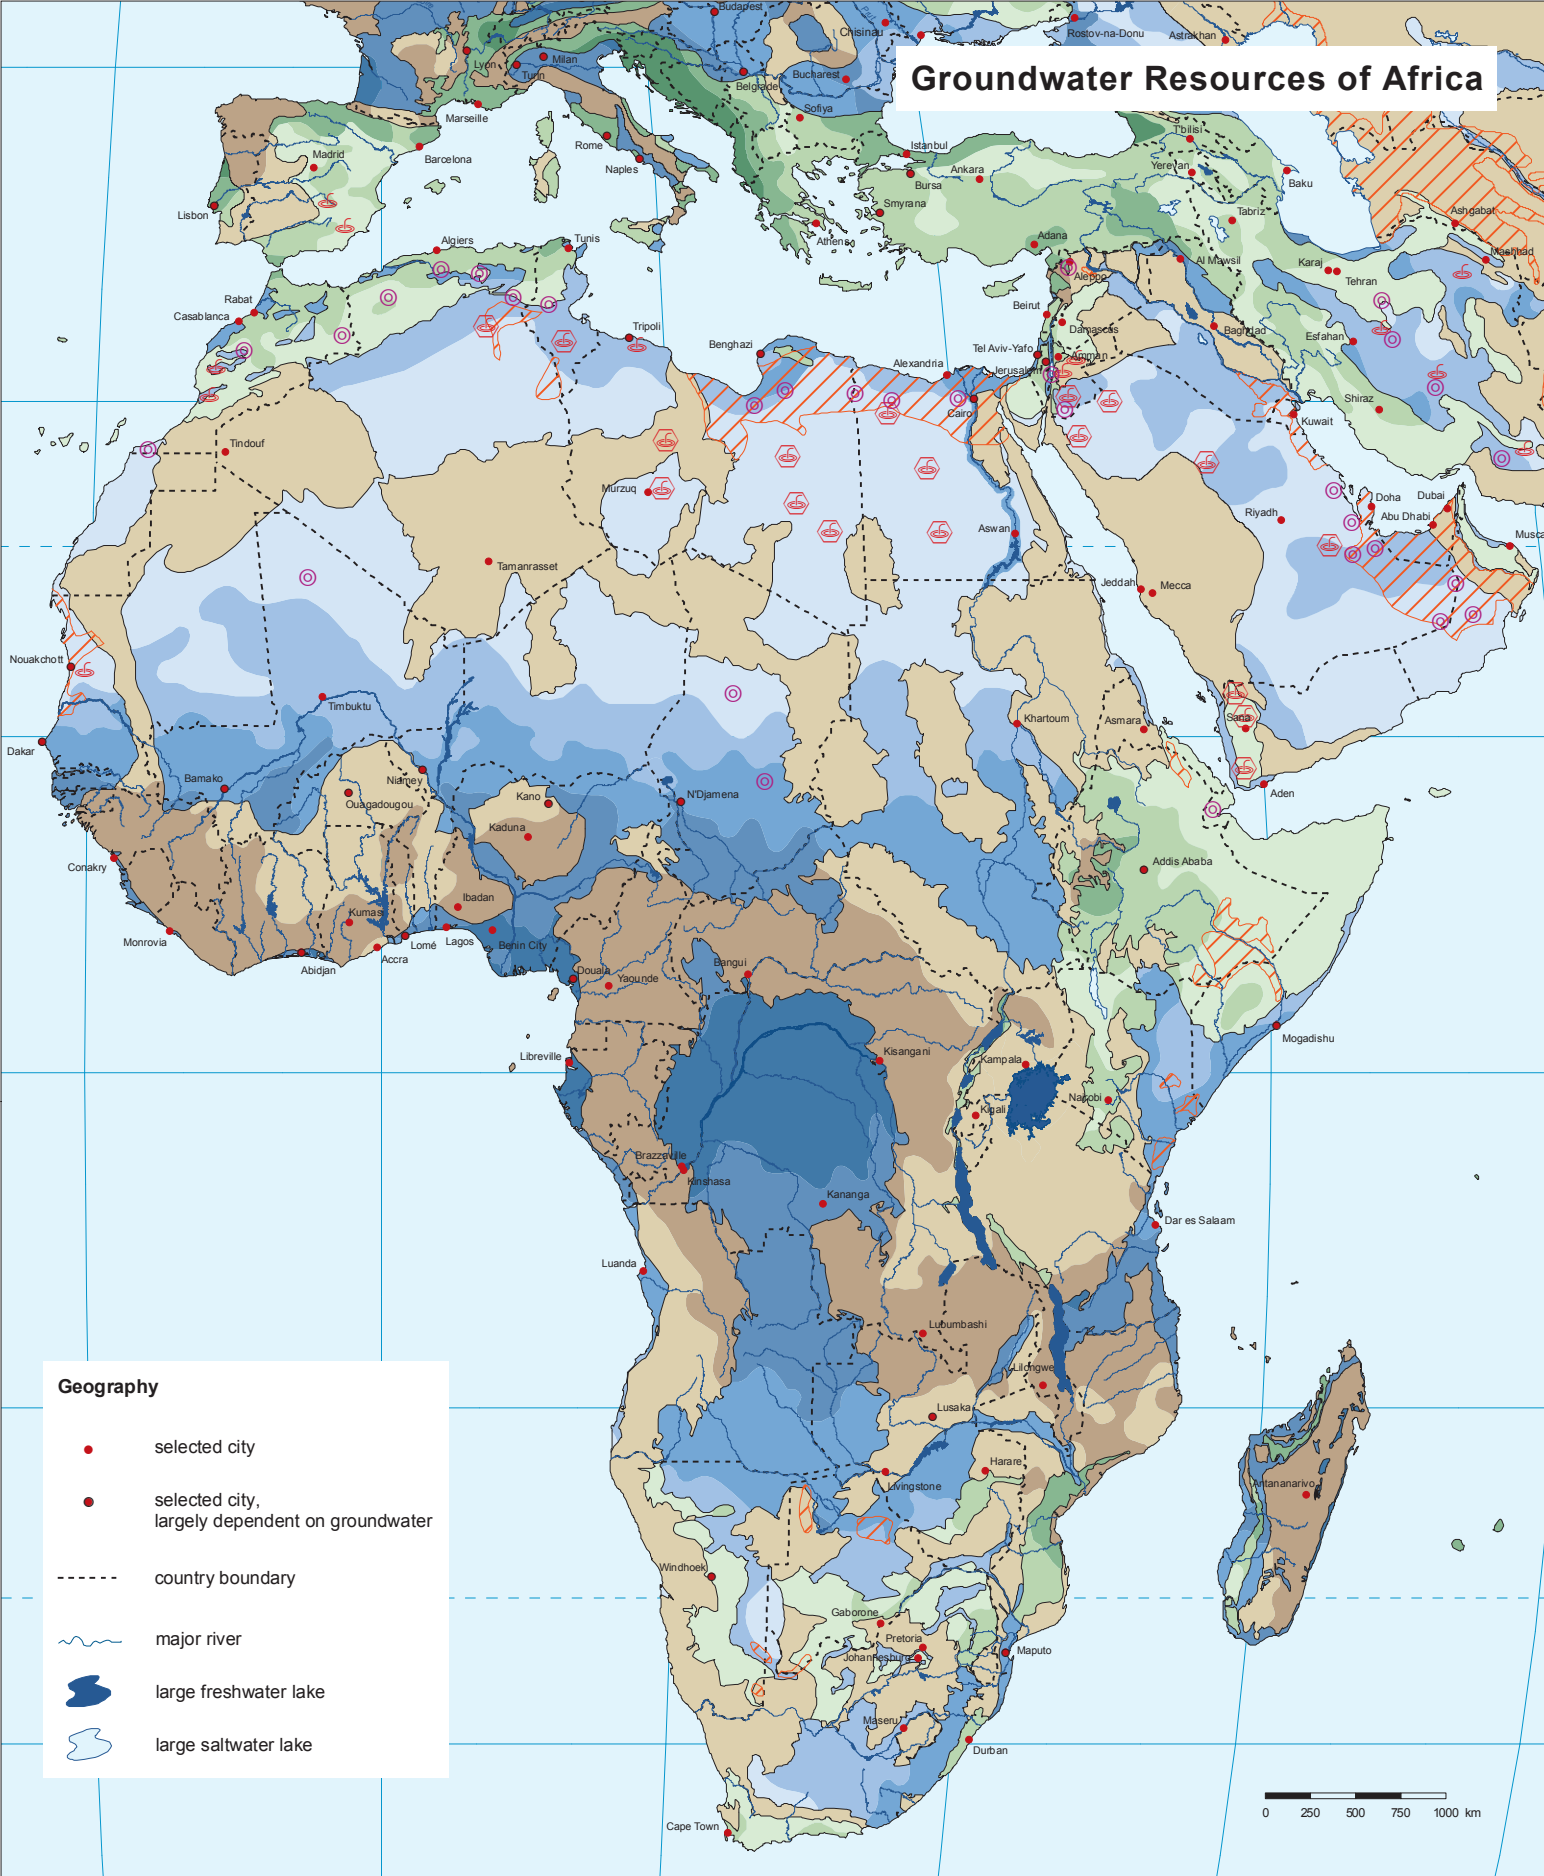 Budapest
Chisinau
Rostov-na-Donu
Astrakhan
Lyon
Milan
Turin
Belgrade
Bucharest
Groundwater Resources of Africa
Marseille
Sofiya
Madrid
Barcelona
Rome
Naples
Istanbul
Ankara
Bursa
T'bilisi
Yerevan
Baku
Lisbon
Smyrana
Athens
Tabriz
Ashgabat
Algiers
Tunis
Adana
Aleppo
Al Mawsil
Karaj
Tehran
Mashhad
Rabat
Casablanca
Tripoli
Benghazi
Beirut
Damascus
Baghdad
Esfahan
Alexandria
Tel Aviv-Yafo
Amman
Jerusalem
Cairo
Shiraz
Kuwait
Tindouf
Murzuq
Doha
Dubai
Riyadh
Abu Dhabi
Aswan
Musca
Tamanrasset
Jeddah
Mecca
Nouakchott
Timbuktu
Khartoum
Asmara
Sana
Dakar
Bamako
Niamey
Ouagadougou
Kano
N'Djamena
Aden
Kaduna
Conakry
Addis Ababa
Ibadan
Kumasi
Monrovia
Abidjan
Accra
Lomé
Lagos
Benin City
Douala
Yaounde
Bangui
Mogadishu
Libreville
Kisangani
Kampala
Nairobi
Kigali
Brazzaville
Kinshasa
Kananga
Dar es Salaam
Luanda
Lubumbashi
Lilongwe
Lusaka
Harare
Livingstone
Antananarivo
Windhoek
Gaborone
Pretoria
Johannesburg
Maputo
Maseru
Durban
Cape Town
Geography
selected city
selected city,
largely dependent on groundwater
country boundary
major river
large freshwater lake
large saltwater lake
0 250 500 750 1000 km